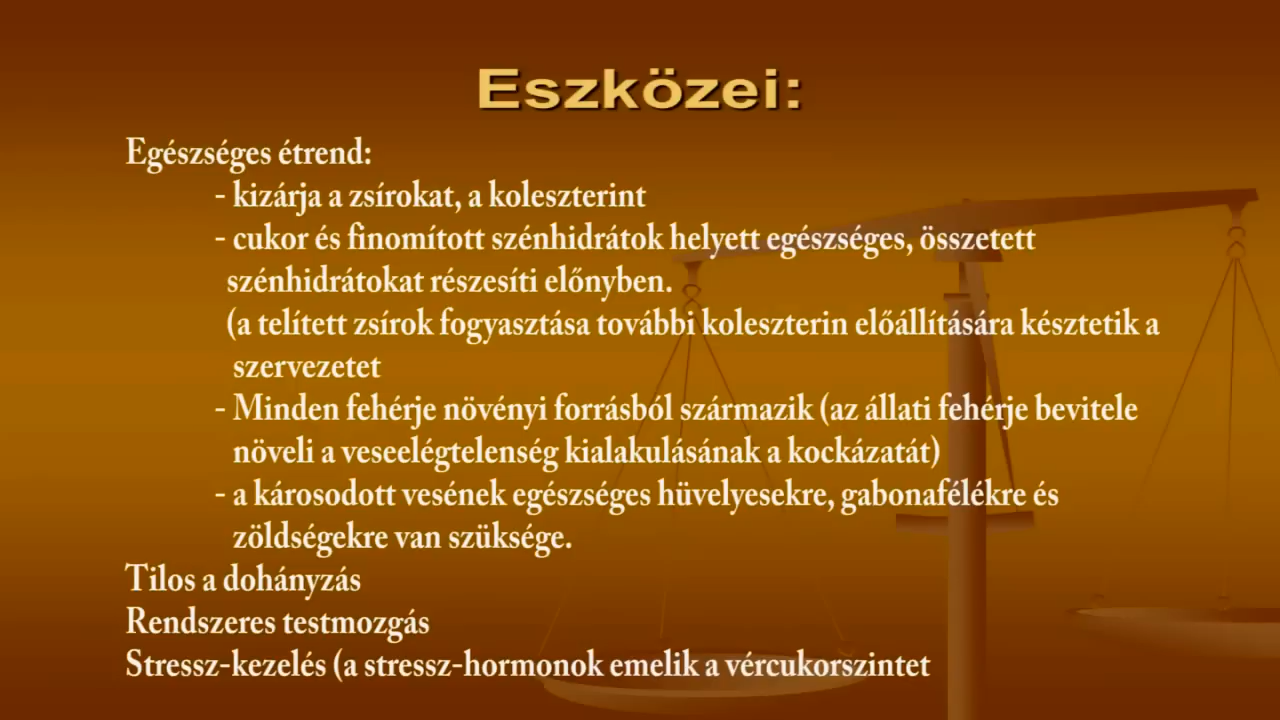 Eszközei:
Egészséges étrend:
- kizárja a zsírokat, a koleszterint
- cukor és finomított szénhidrátok helyett egészséges, összetett
szénhidrátokat részesíti előnyben.
(a telített zsírok fogyasztása további koleszterin előállítására késztetik a
szervezetet
- Minden fehérje növényi forrásból származik (az állati fehérje bevitele
növeli a veseelégtelenség kialakulásának a kockázatát)
- a károsodott vesének egészséges hüvelyesekre, gabonafélékre és
zöldségekre van szüksége.
Tilos a dohányzás
Rendszeres testmozgás
Stressz-kezelés (a stressz-hormonok emelik a vércukorszintet